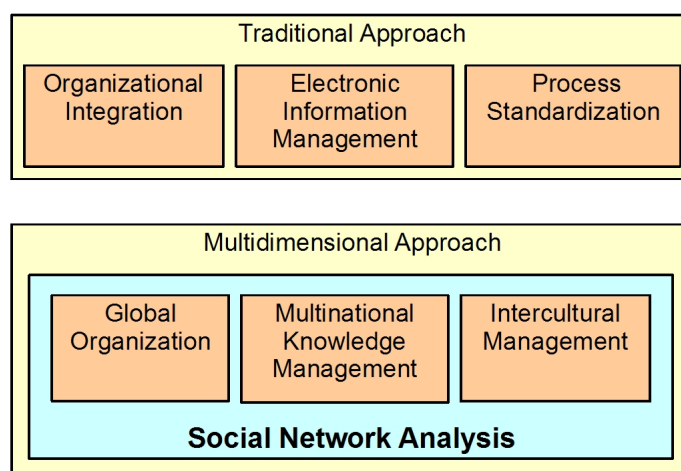 Traditional Approach
Organizational
Integration
Electronic
Information
Management
Process
Standardization
Multidimensional Approach
Global
Organization
Multinational
Knowledge
Management
Intercultural
Management
Social Network Analysis